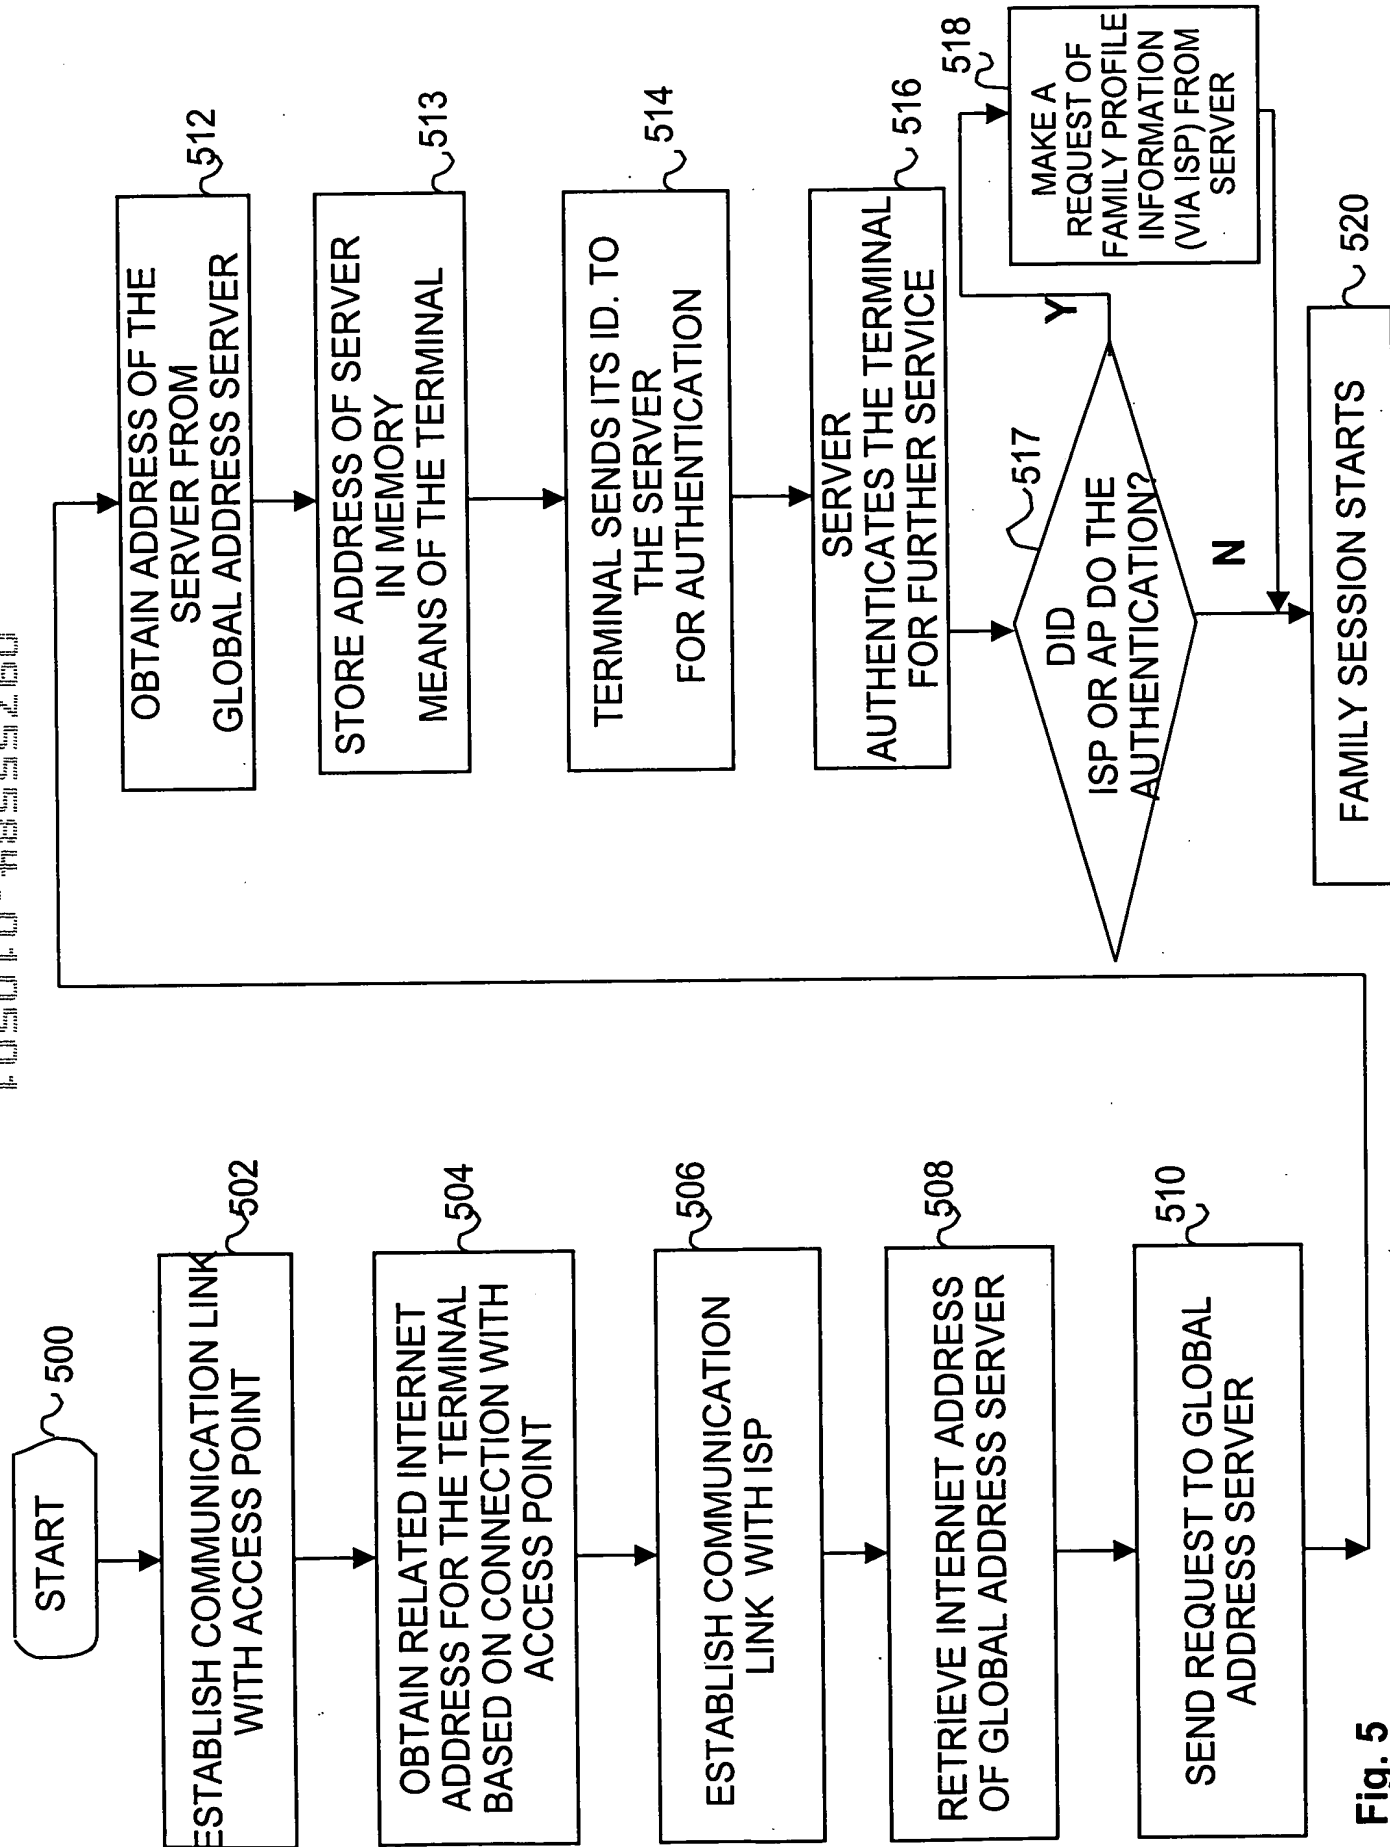 START
500
ESTABLISH COMMUNICATION LINK
WITH ACCESS POINT
502
OBTAIN RELATED INTERNET
ADDRESS FOR THE TERMINAL
BASED ON CONNECTION WITH
ACCESS POINT
504
ESTABLISH COMMUNICATION
LINK WITH ISP
506
RETRIEVE INTERNET ADDRESS
OF GLOBAL ADDRESS SERVER
508
SEND REQUEST TO GLOBAL
ADDRESS SERVER
510
OBTAIN ADDRESS OF THE
SERVER FROM
GLOBAL ADDRESS SERVER
512
STORE ADDRESS OF SERVER
IN MEMORY
MEANS OF THE TERMINAL
513
TERMINAL SENDS ITS ID. TO
THE SERVER
FOR AUTHENTICATION
514
SERVER
AUTHENTICATES THE TERMINAL
FOR FURTHER SERVICE
516
DID
ISP OR AP DO THE
AUTHENTICATION?
517
Y
N
MAKE A
REQUEST OF
FAMILY PROFILE
INFORMATION
(VIA ISP) FROM
SERVER
518
FAMILY SESSION STARTS
520
Fig. 5